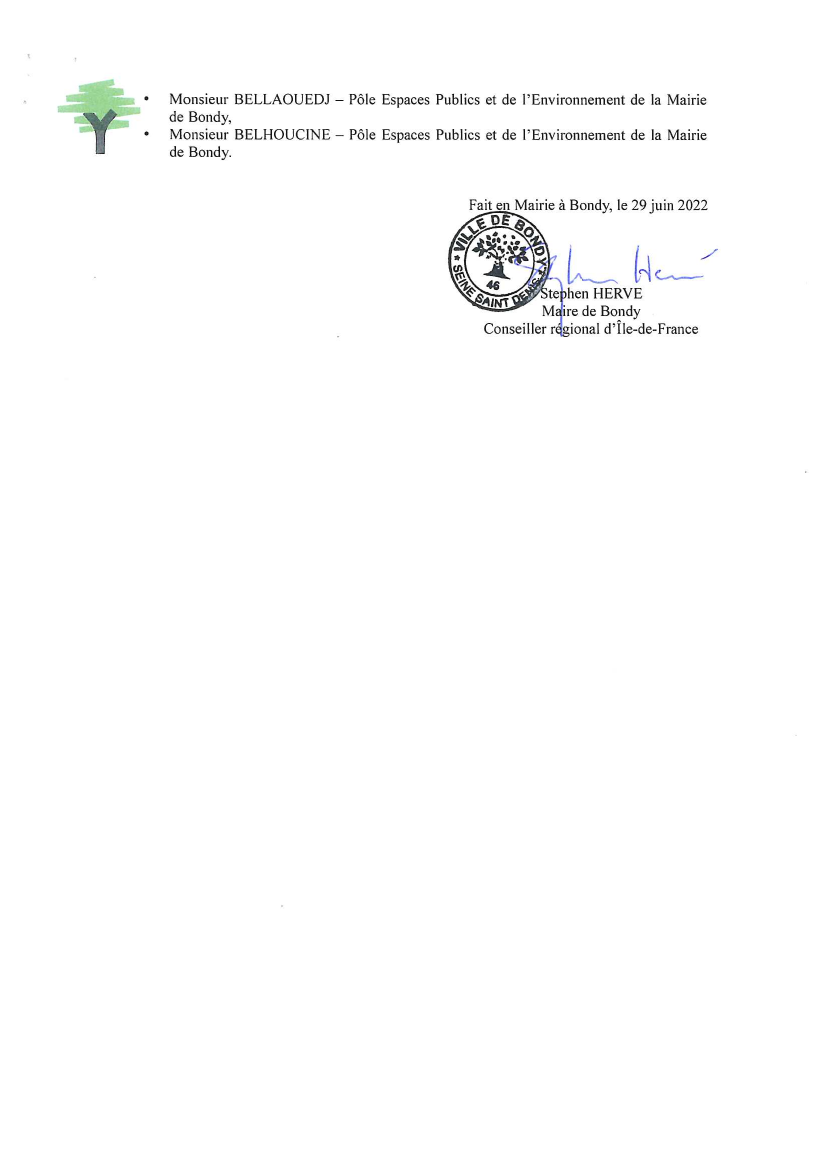 • Monsieur BELLAOUEDJ – Pôle Espaces Publics et de l'Environnement de la Mairie
de Bondy,
• Monsieur BELHOUCINE – Pôle Espaces Publics et de l'Environnement de la Mairie
de Bondy.
Fait en Mairie à Bondy, le 29 juin 2022
★ VILLE DE BONDY ★
SEINE SAINT DENIS
46
Stephen HERVE
Maire de Bondy
Conseiller régional d'Île-de-France